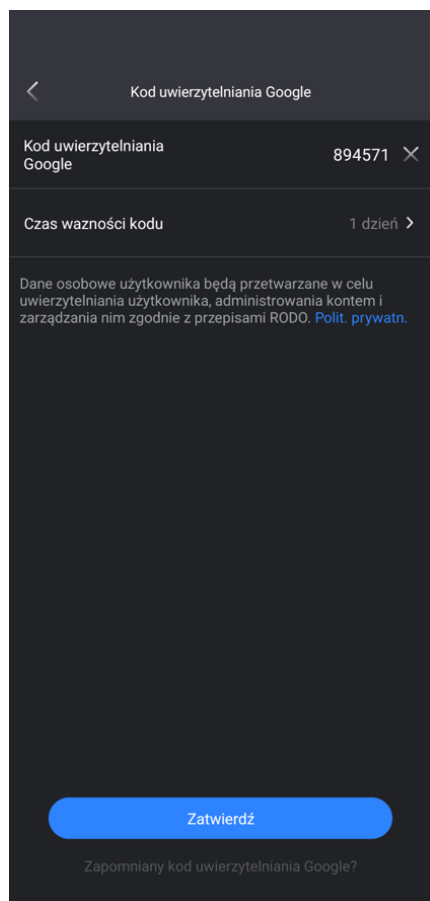 Kod uwierzytelniania Google
Kod uwierzytelniania
Google
894571
Czas wazności kodu
1 dzień
Dane osobowe użytkownika będą przetwarzane w celu
uwierzytelniania użytkownika, administrowania kontem i
zarządzania nim zgodnie z przepisami RODO. Polit. prywatn.
Zatwierdź
Zapomniany kod uwierzytelniania Google?